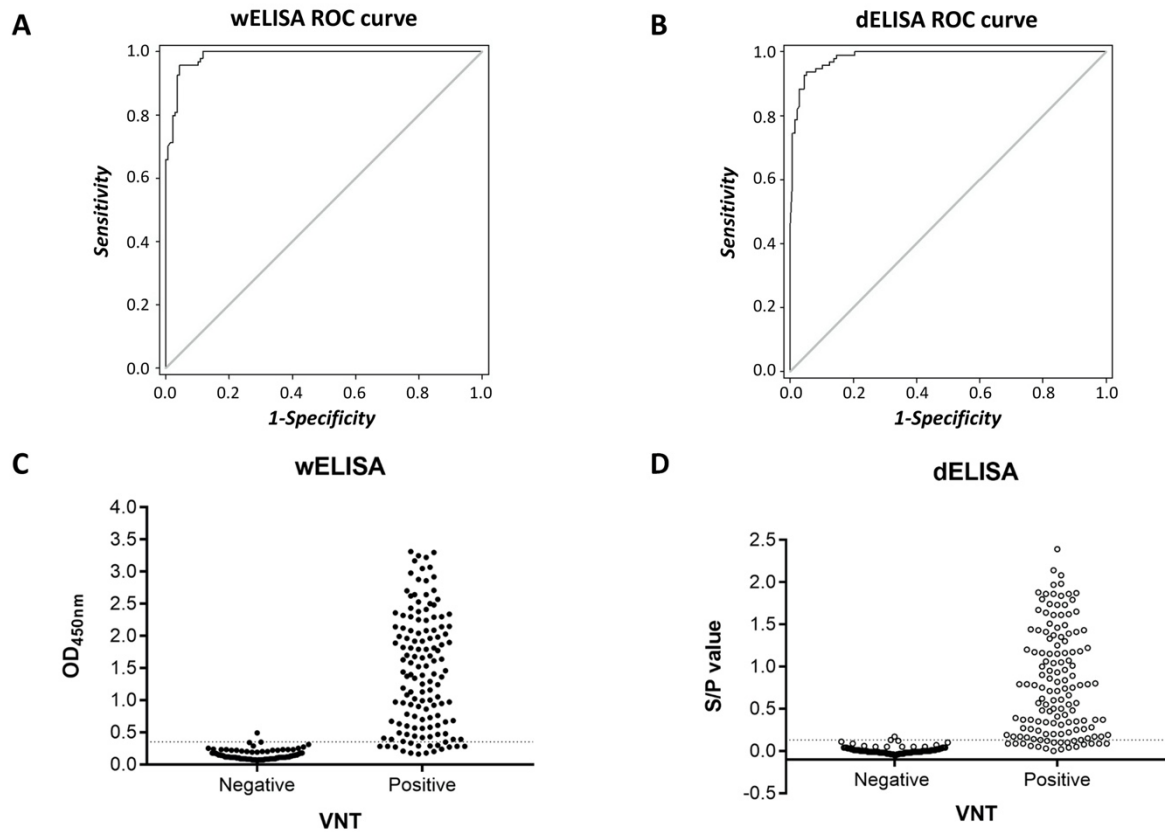 A
wELISA ROC curve
1.0
0.8
0.6
0.4
0.2
0.0
Sensitivity
0.0 0.2 0.4 0.6 0.8 1.0
1-Specificity
B
dELISA ROC curve
1.0
0.8
0.6
0.4
0.2
0.0
Sensitivity
0.0 0.2 0.4 0.6 0.8 1.0
1-Specificity
C
wELISA
4.0
3.5
3.0
2.5
2.0
1.5
1.0
0.5
0.0
OD450nm
Negative Positive
VNT
D
dELISA
2.5
2.0
1.5
1.0
0.5
0.0
-0.5
S/P value
Negative Positive
VNT